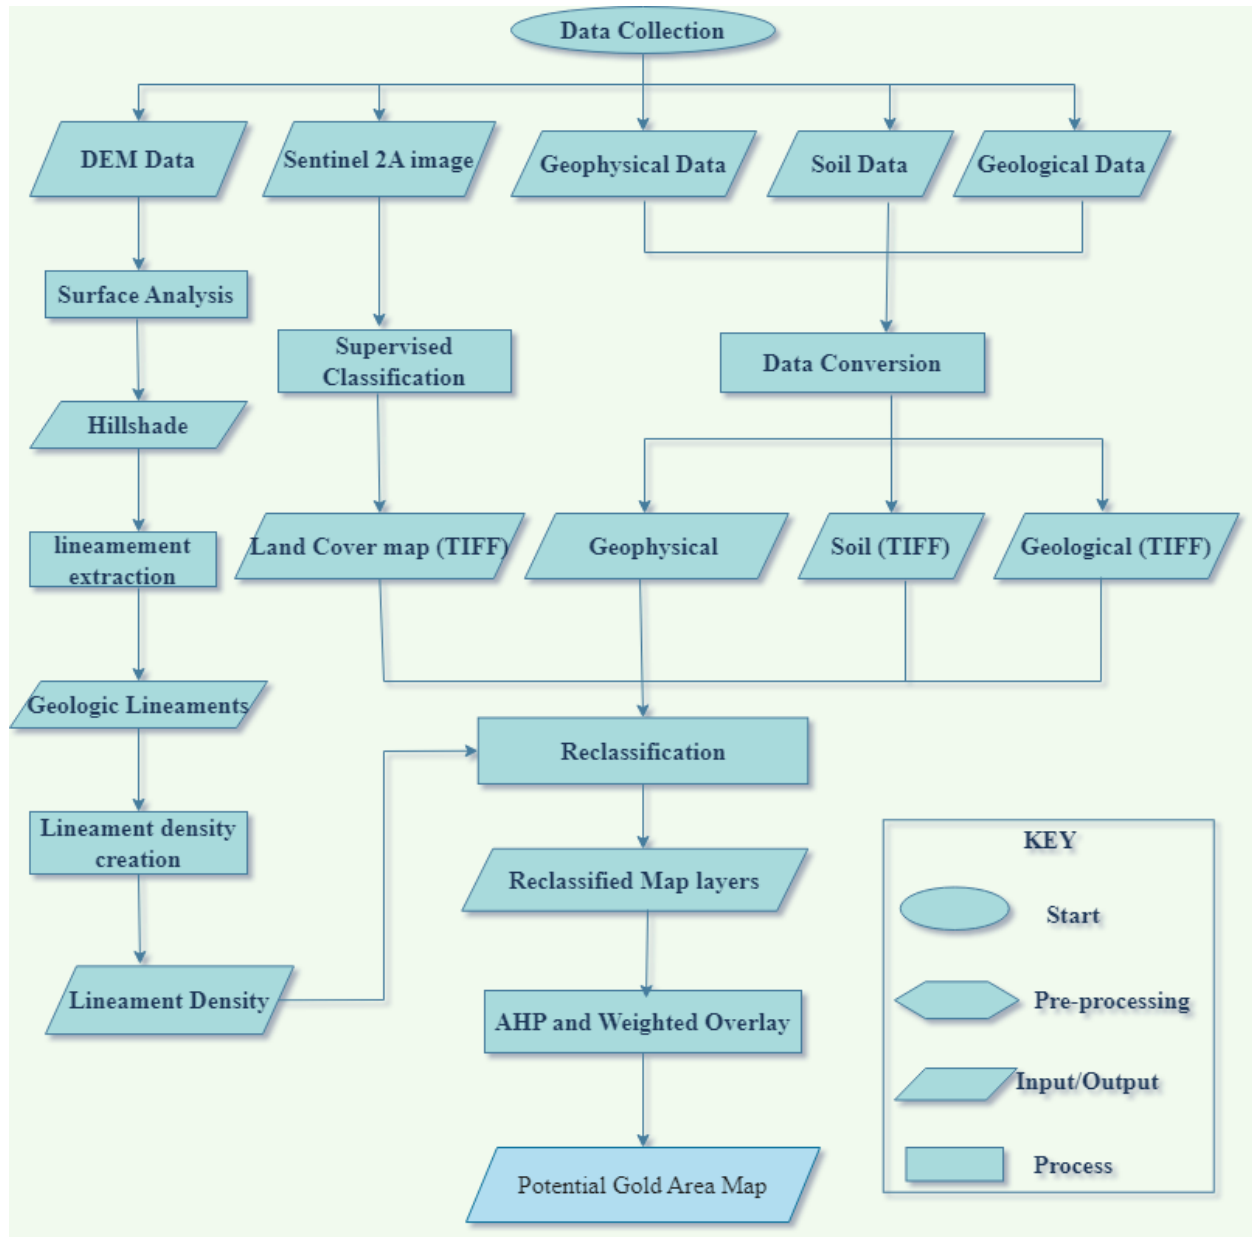 Data Collection
DEM Data
Sentinel 2A image
Geophysical Data
Soil Data
Geological Data
Surface Analysis
Supervised
Classification
Data Conversion
Hillshade
lineamement
extraction
Land Cover map (TIFF)
Geophysical
Soil (TIFF)
Geological (TIFF)
Geologic Lineaments
Reclassification
Lineament density
creation
Reclassified Map layers
Lineament Density
AHP and Weighted Overlay
Potential Gold Area Map
KEY
Start
Pre-processing
Input/Output
Process